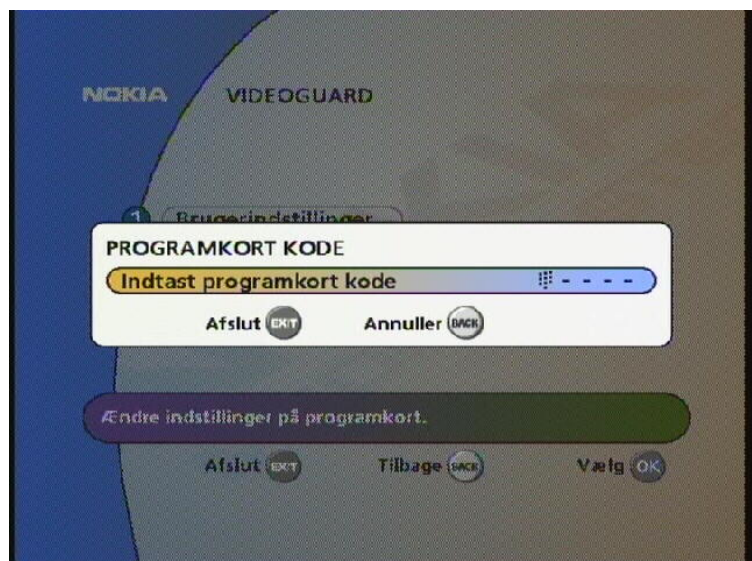 NOKIA VIDEOGUARD
1 Brugerindstillinger
PROGRAMKORT KODE
Indtast programkort kode - - - -
Afslut EXIT Annuller BACK
Ændre indstillinger på programkort.
Afslut EXIT Tilbage BACK Vælg OK